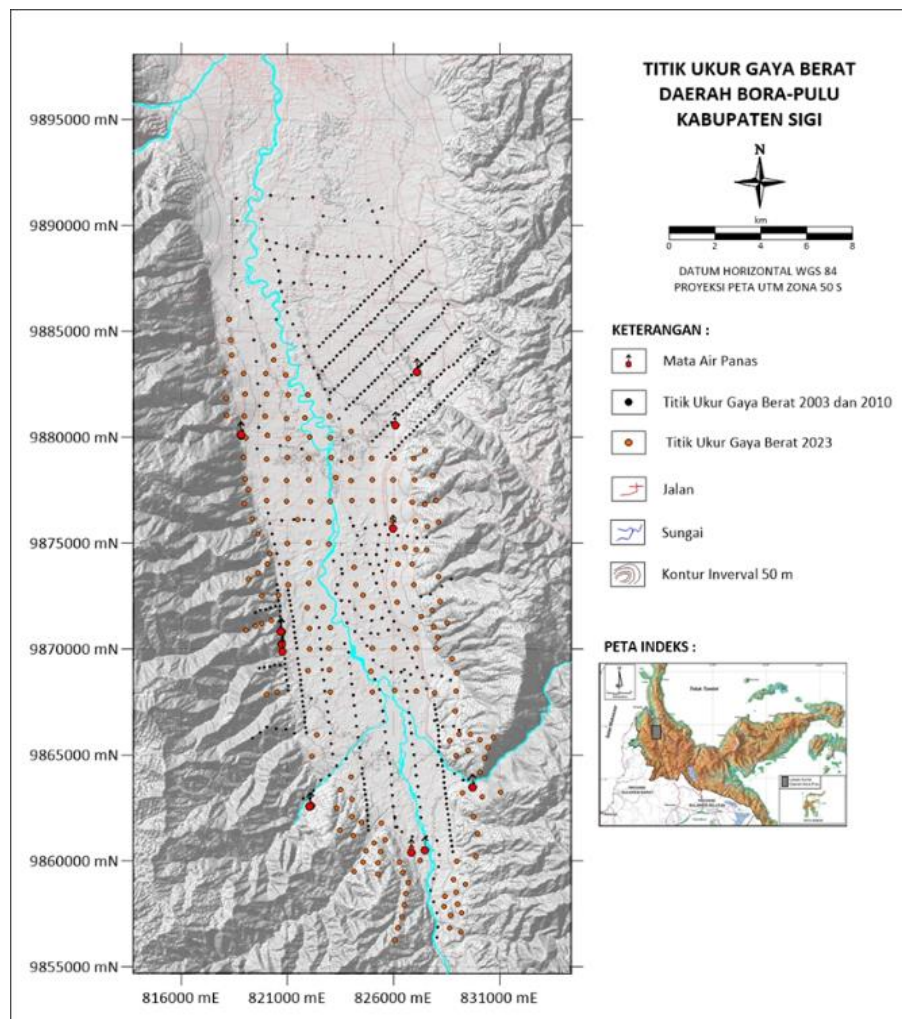 TITIK UKUR GAYA BERAT
DAERAH BORA-PULU
KABUPATEN SIGI
N
km
0 2 4 6 8
DATUM HORIZONTAL WGS 84
PROYEKSI PETA UTM ZONA 50 S
KETERANGAN :
Mata Air Panas
Titik Ukur Gaya Berat 2003 dan 2010
Titik Ukur Gaya Berat 2023
Jalan
Sungai
Kontur Inverval 50 m
PETA INDEKS :
9895000 mN
9890000 mN
9885000 mN
9880000 mN
9875000 mN
9870000 mN
9865000 mN
9860000 mN
9855000 mN
816000 mE 821000 mE 826000 mE 831000 mE